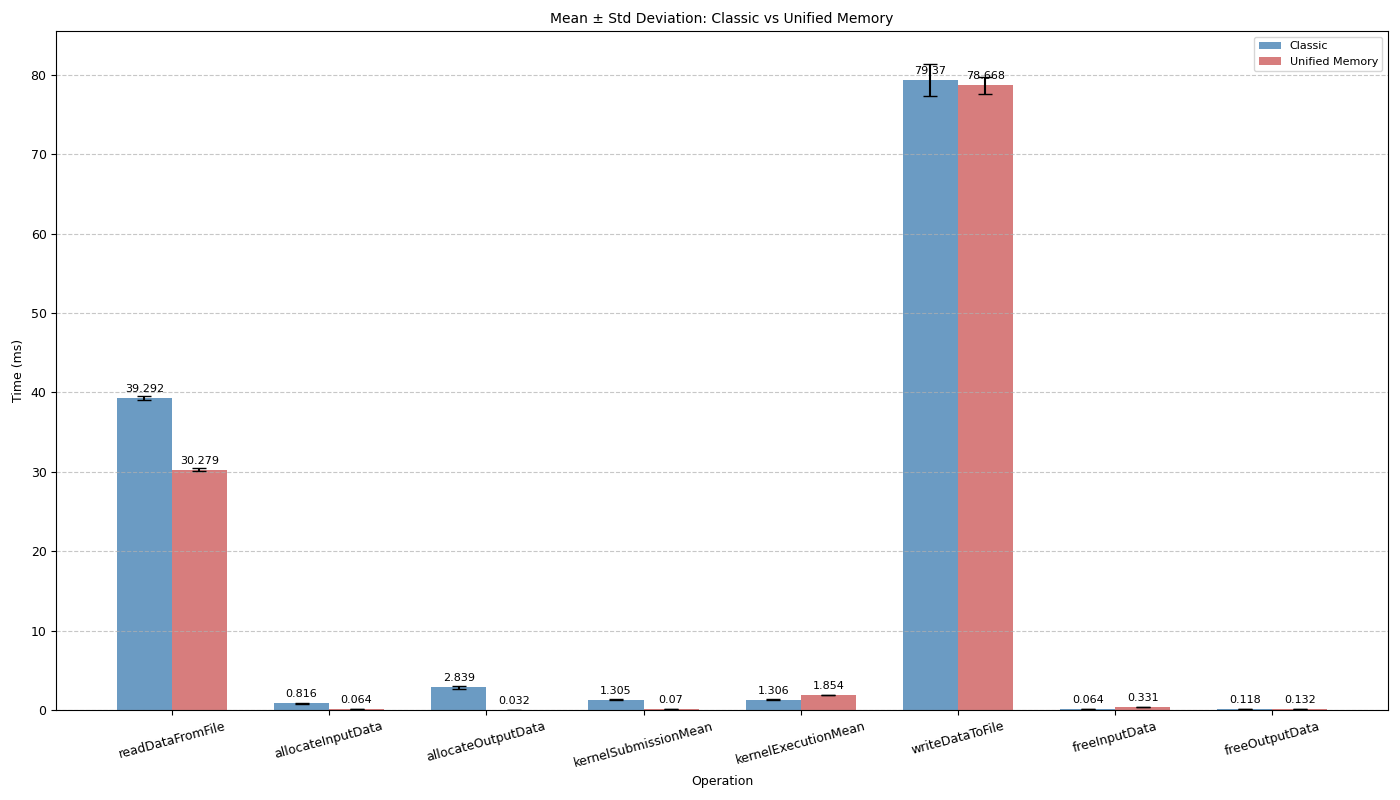 Mean ± Std Deviation: Classic vs Unified Memory
Classic
Unified Memory
Time (ms)
80
70
60
50
40
30
20
10
0
39.292
30.279
0.816
0.064
2.839
0.032
1.305
0.07
1.306
1.854
79.37
78.668
0.064
0.331
0.118
0.132
readDataFromFile
allocateInputData
allocateOutputData
kernelSubmissionMean
kernelExecutionMean
writeDataToFile
freeInputData
freeOutputData
Operation